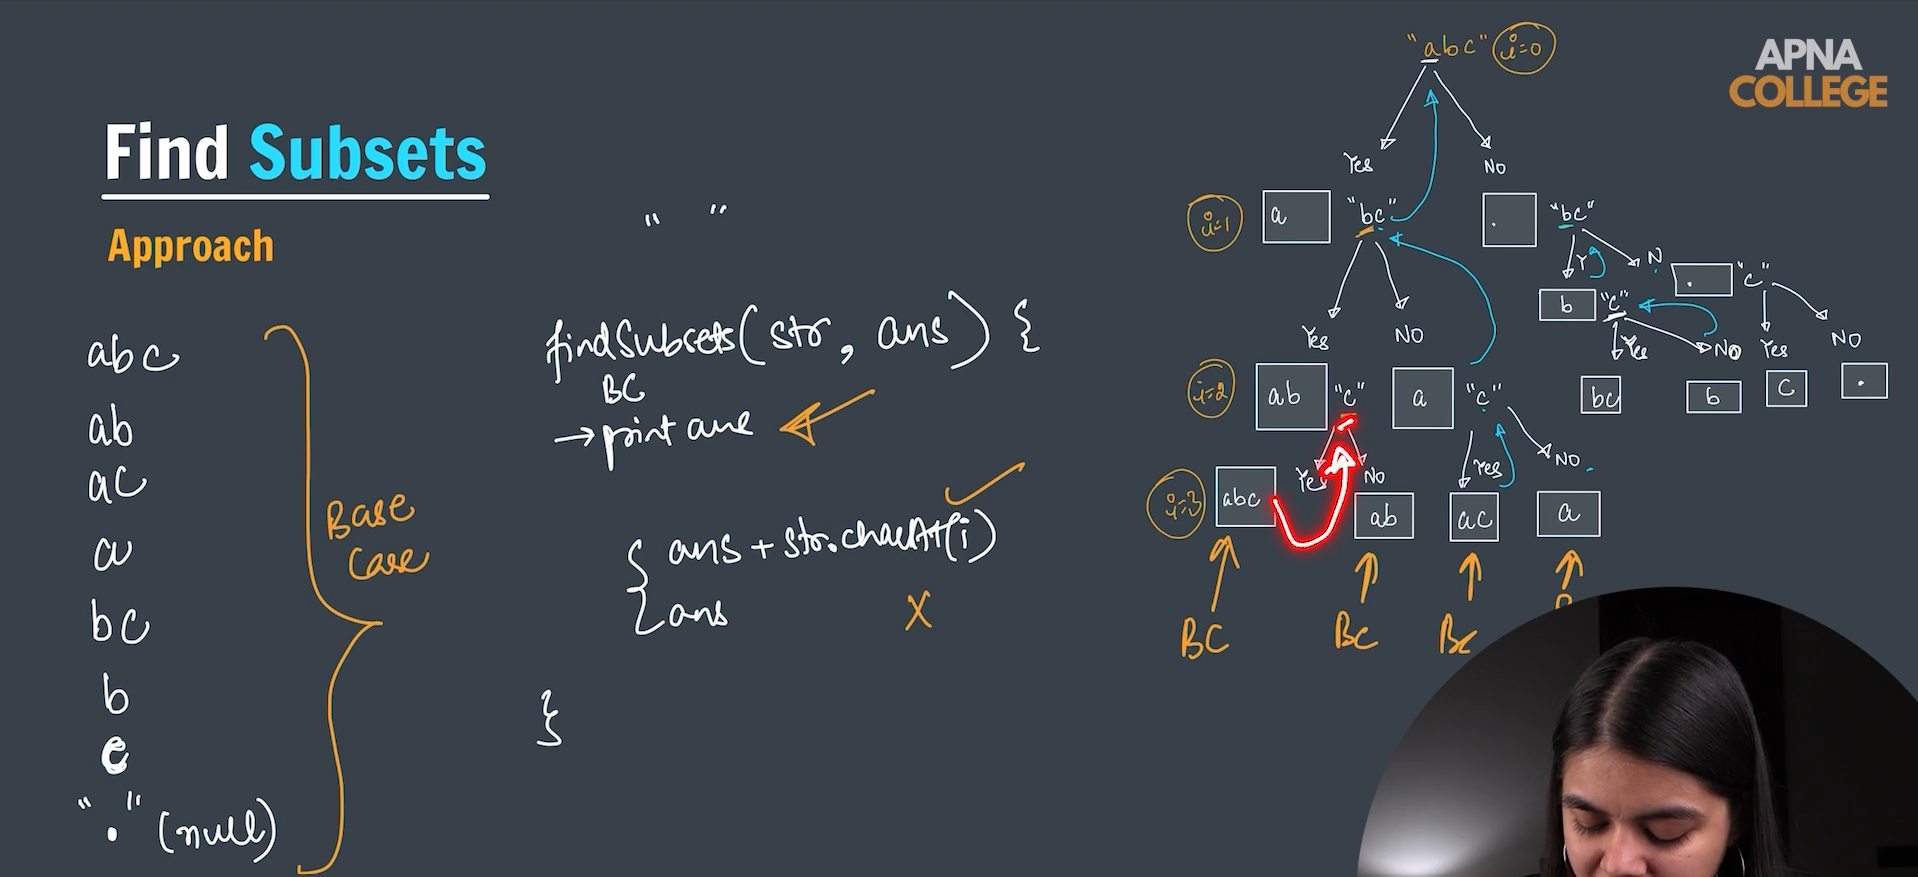 APNA
COLLEGE
Find Subsets
Approach
" "
abc
ab
ac
a
bc
b
c
" . " (null)
Base
Case
findSubsets(str, ans) {
BC
→ print ans
{ ans + str.charAt(i)
ans X
}
"abc" i=0
Yes No
i=1 a "bc" . "bc"
Y N
. "c"
b "c"
Yes NO
Yes NO Yes NO
i=2 ab "c" a "c"
bc b c .
Yes NO Yes NO
i=3 abc ab ac a
BC BC BC